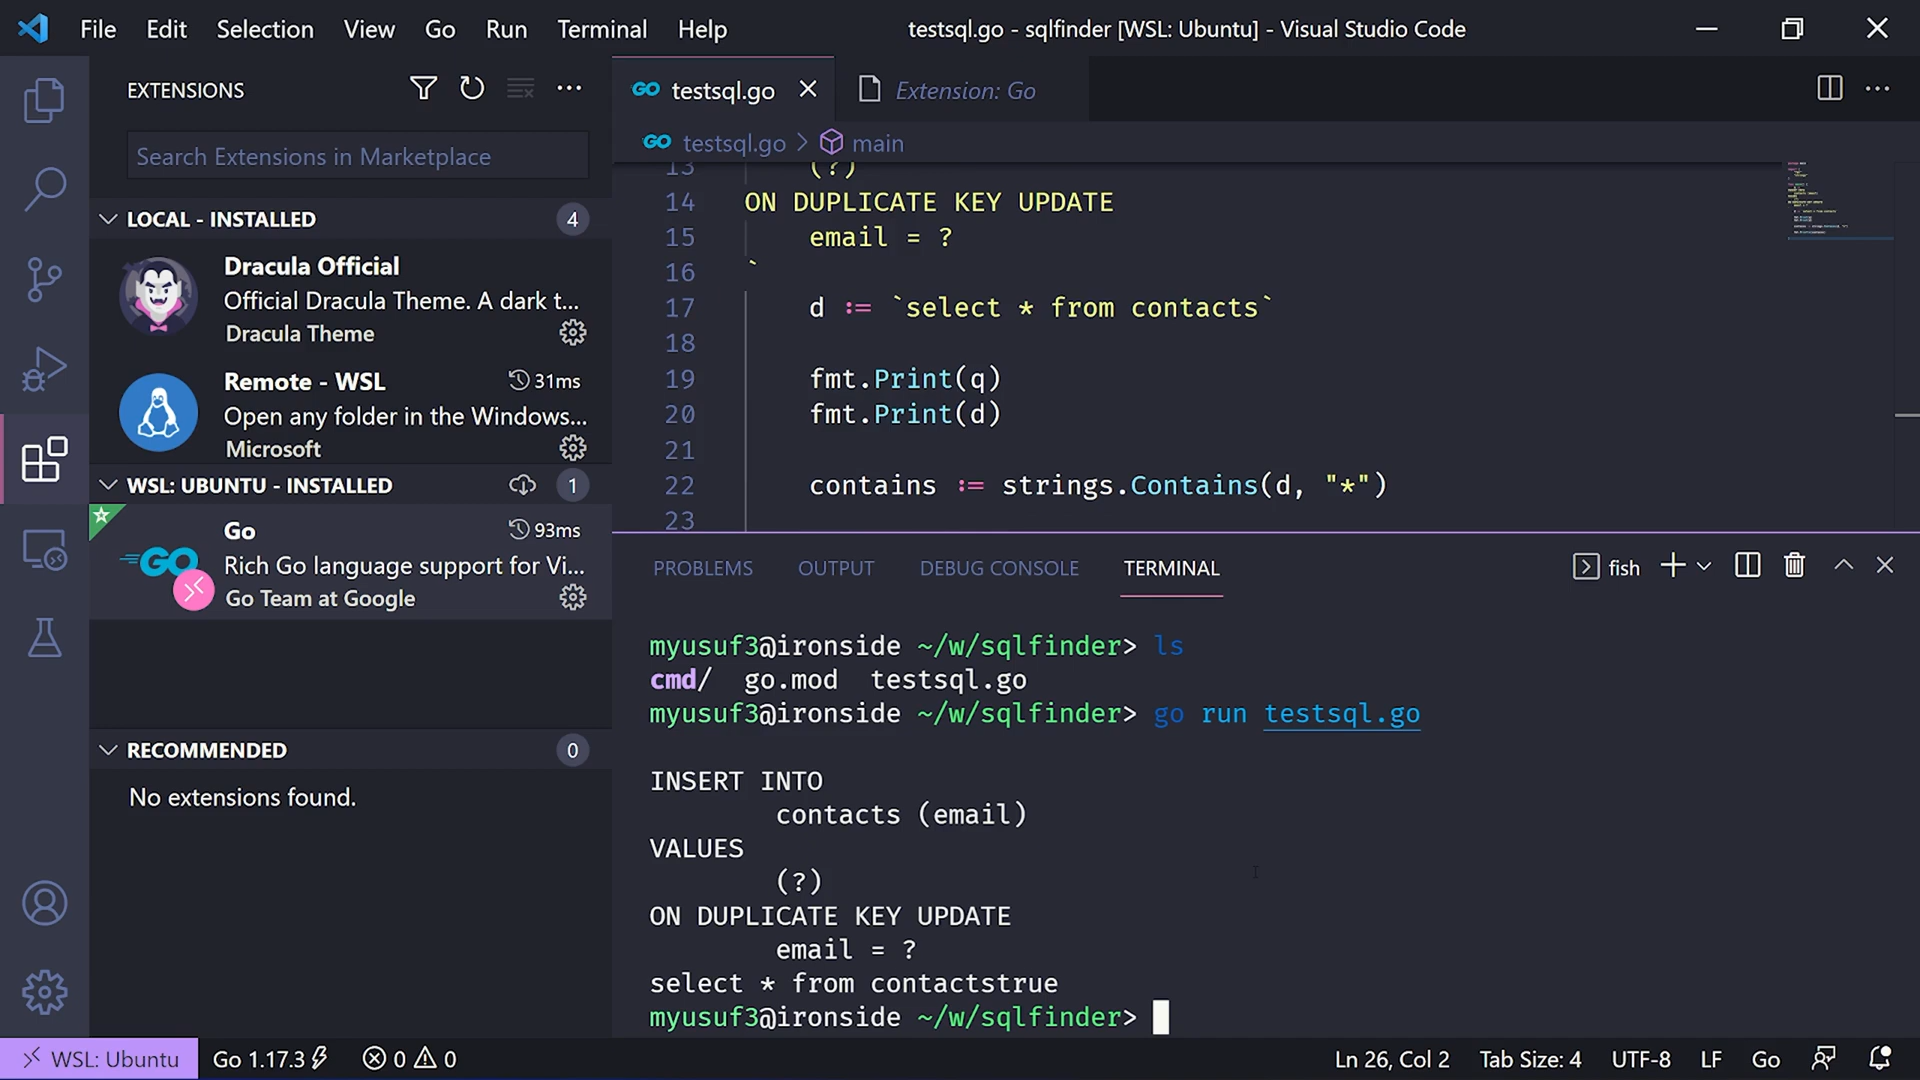 File Edit Selection View Go Run Terminal Help
testsql.go - sqlfinder [WSL: Ubuntu] - Visual Studio Code
EXTENSIONS
Search Extensions in Marketplace
LOCAL - INSTALLED 4
Dracula Official
Official Dracula Theme. A dark t...
Dracula Theme
Remote - WSL 31ms
Open any folder in the Windows...
Microsoft
WSL: UBUNTU - INSTALLED 1
GO
Go 93ms
Rich Go language support for Vi...
Go Team at Google
RECOMMENDED 0
No extensions found.
GO testsql.go Extension: Go
GO testsql.go > main
13 (?)
14 ON DUPLICATE KEY UPDATE
15 email = ?
16 `
17 d := `select * from contacts`
18
19 fmt.Print(q)
20 fmt.Print(d)
21
22 contains := strings.Contains(d, "*")
23
PROBLEMS OUTPUT DEBUG CONSOLE TERMINAL fish
myusuf3@ironside ~/w/sqlfinder> ls
cmd/ go.mod testsql.go
myusuf3@ironside ~/w/sqlfinder> go run testsql.go
INSERT INTO
contacts (email)
VALUES
(?)
ON DUPLICATE KEY UPDATE
email = ?
select * from contactstrue
myusuf3@ironside ~/w/sqlfinder>
WSL: Ubuntu Go 1.17.3 0 0 Ln 26, Col 2 Tab Size: 4 UTF-8 LF Go